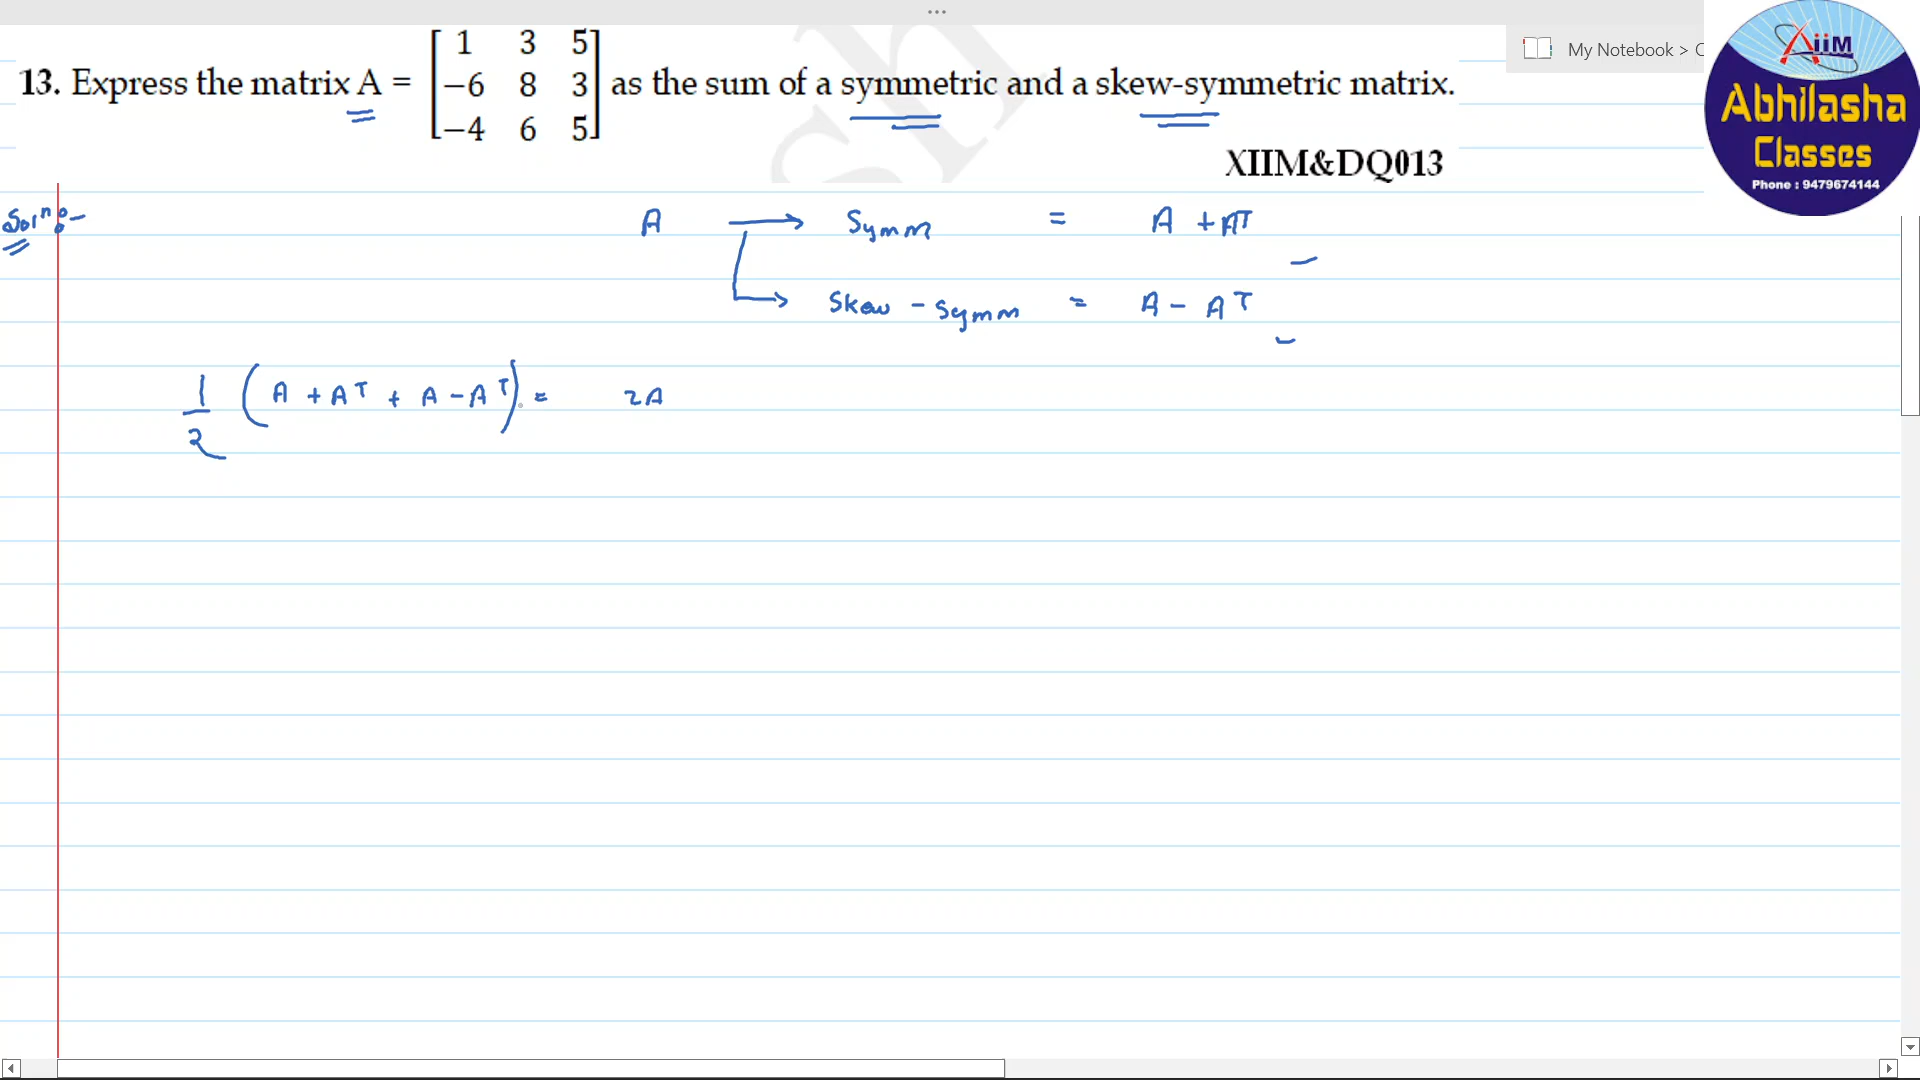 ...
1 3 5
13. Express the matrix A = [−6 8 3] as the sum of a symmetric and a skew-symmetric matrix.
−4 6 5
XIIM&DQ013
My Notebook >
AiiM
Abhilasha
Classes
Phone : 9479674144
Solⁿ:-
A → Symm = A + Aᵀ
→ Skew - Symm = A - Aᵀ
1/2 (A + Aᵀ + A - Aᵀ) = 2A